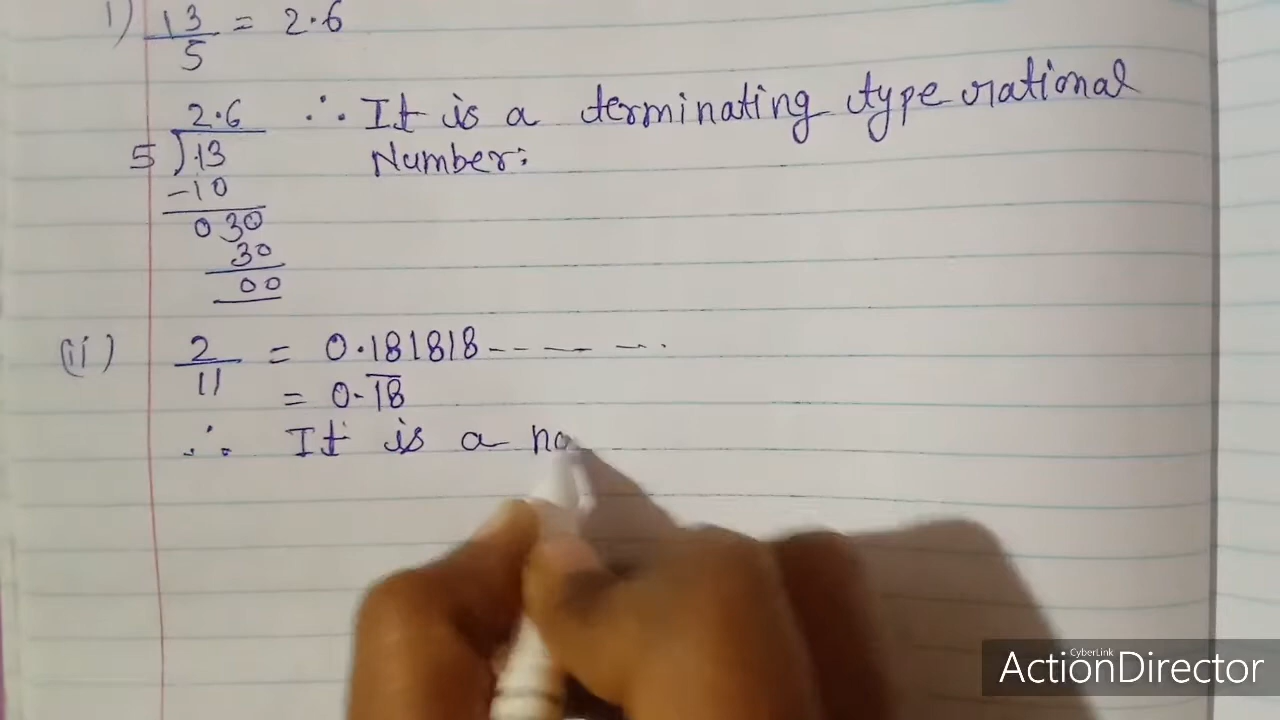 i) 13/5 = 2.6
2.6 ∴ It is a terminating type rational
5 ) 13 Number:
-10
030
30
00
(ii) 2/11 = 0.181818-------...
= 0.1̅8̅
∴ It is a no
CyberLink
ActionDirector